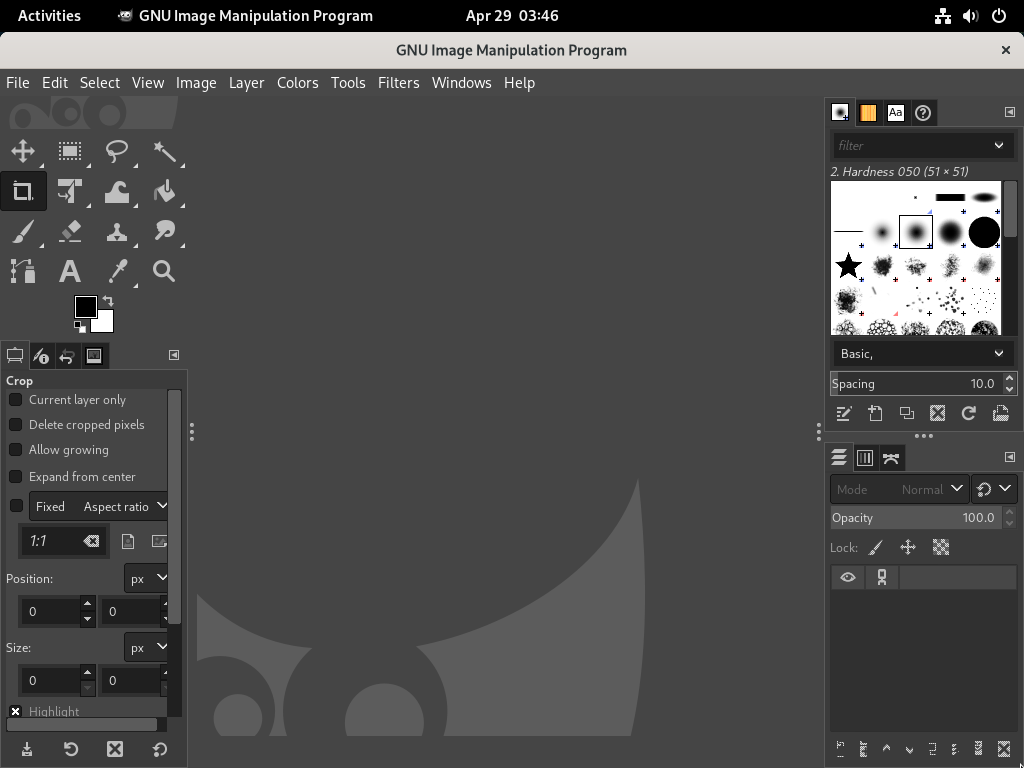 Activities GNU Image Manipulation Program Apr 29 03:46
GNU Image Manipulation Program
File Edit Select View Image Layer Colors Tools Filters Windows Help
Aa
filter
2. Hardness 050 (51 × 51)
A
Basic,
Spacing 10.0
Crop
Current layer only
Delete cropped pixels
Allow growing
Expand from center
Fixed Aspect ratio
1:1
Position: px
0 0
Size: px
0 0
Highlight
Mode Normal
Opacity 100.0
Lock: